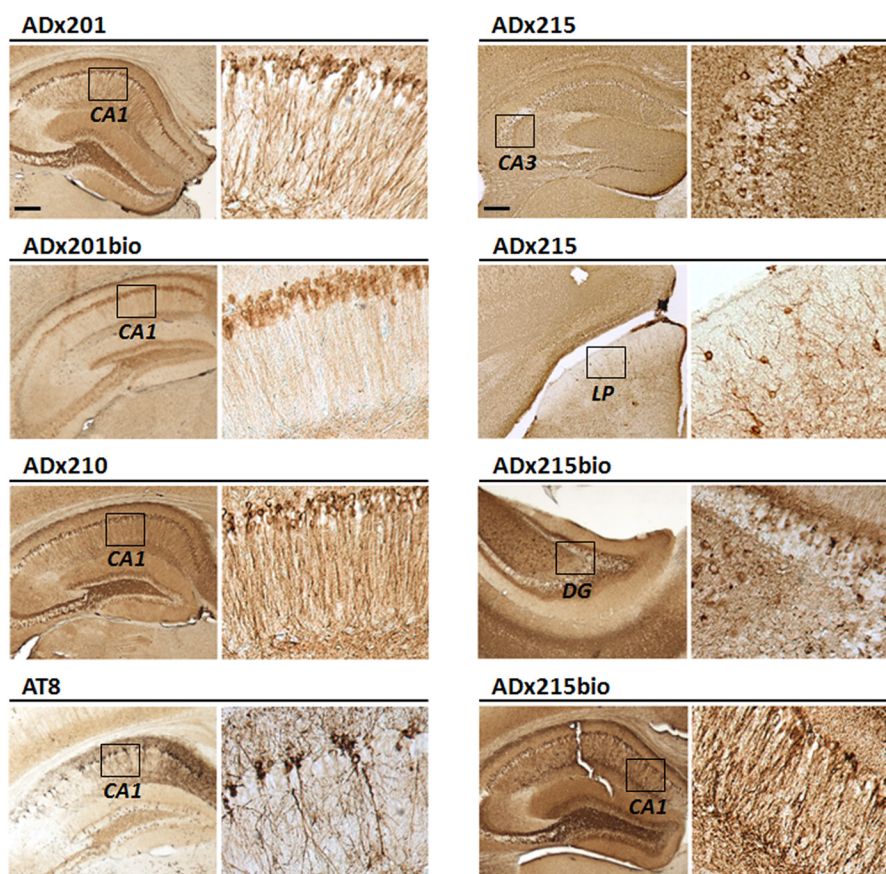 ADx201
CA1
ADx215
CA3
ADx201bio
CA1
ADx215
LP
ADx210
CA1
ADx215bio
DG
AT8
CA1
ADx215bio
CA1